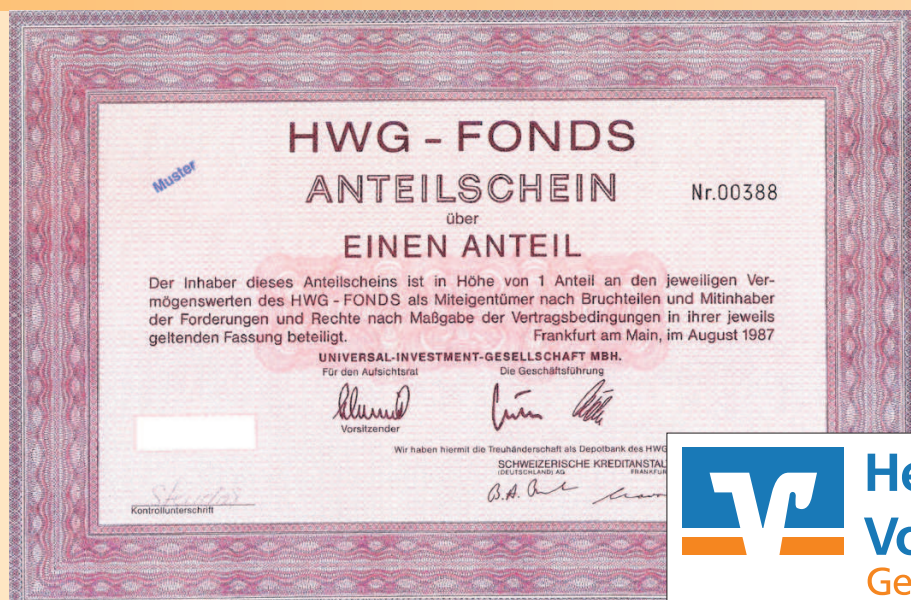 HWG - FONDS
Muster
ANTEILSCHEIN
Nr.00388
über
EINEN ANTEIL
Der Inhaber dieses Anteilscheins ist in Höhe von 1 Anteil an den jeweiligen Ver-
mögenswerten des HWG - FONDS als Miteigentümer nach Bruchteilen und Mitinhaber
der Forderungen und Rechte nach Maßgabe der Vertragsbedingungen in ihrer jeweils
geltenden Fassung beteiligt. Frankfurt am Main, im August 1987
UNIVERSAL-INVESTMENT-GESELLSCHAFT MBH.
Für den Aufsichtsrat Die Geschäftsführung
Vorsitzender
Wir haben hiermit die Treuhänderschaft als Depotbank des HWG
SCHWEIZERISCHE KREDITANSTAL
(DEUTSCHLAND) AG FRANKFUR
Kontrollunterschrift
He
Vo
Ge